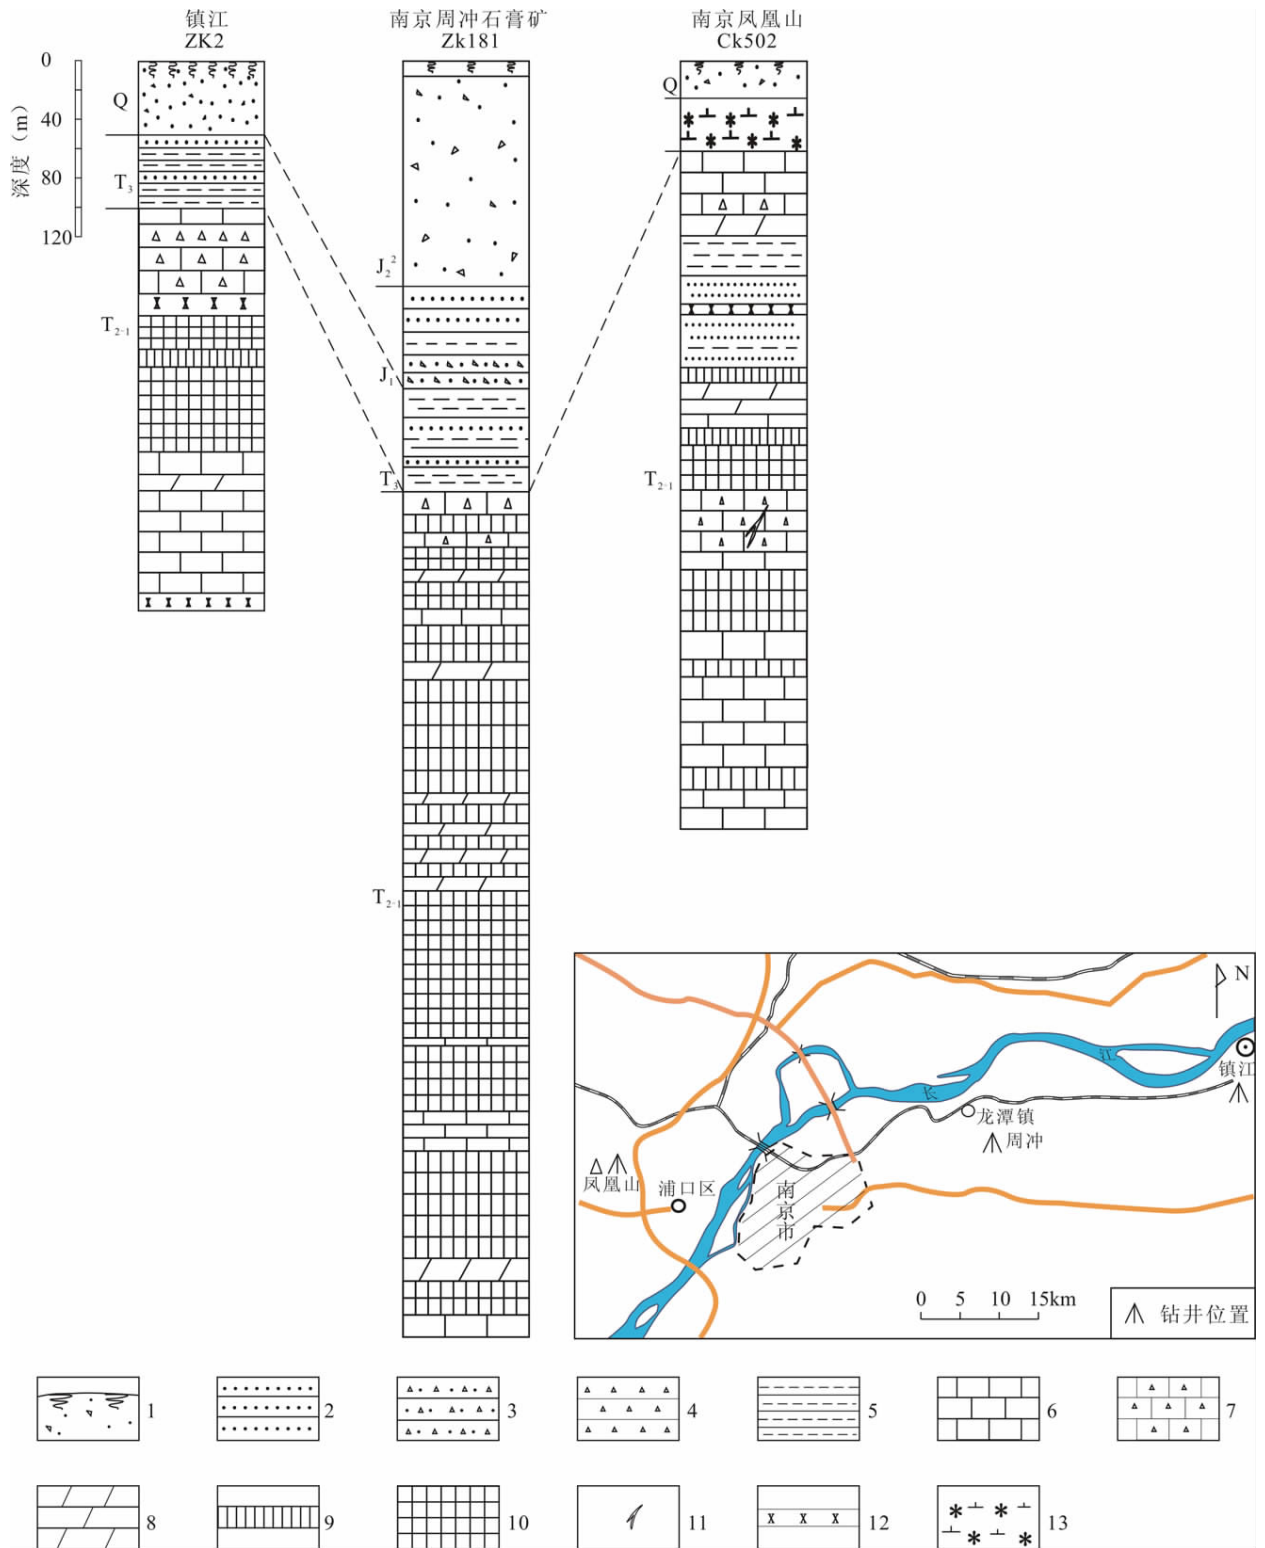 镇江
ZK2
南京周冲石膏矿
Zk181
南京凤凰山
Ck502
深度（m）
0
40
80
120
Q
T3
T2-1
J2²
J1
T3
T2-1
Q
T2-1
N
长
江
镇江
龙潭镇
周冲
凤凰山
浦口区
南京市
0 5 10 15km
钻井位置
1
2
3
4
5
6
7
8
9
10
11
12
13